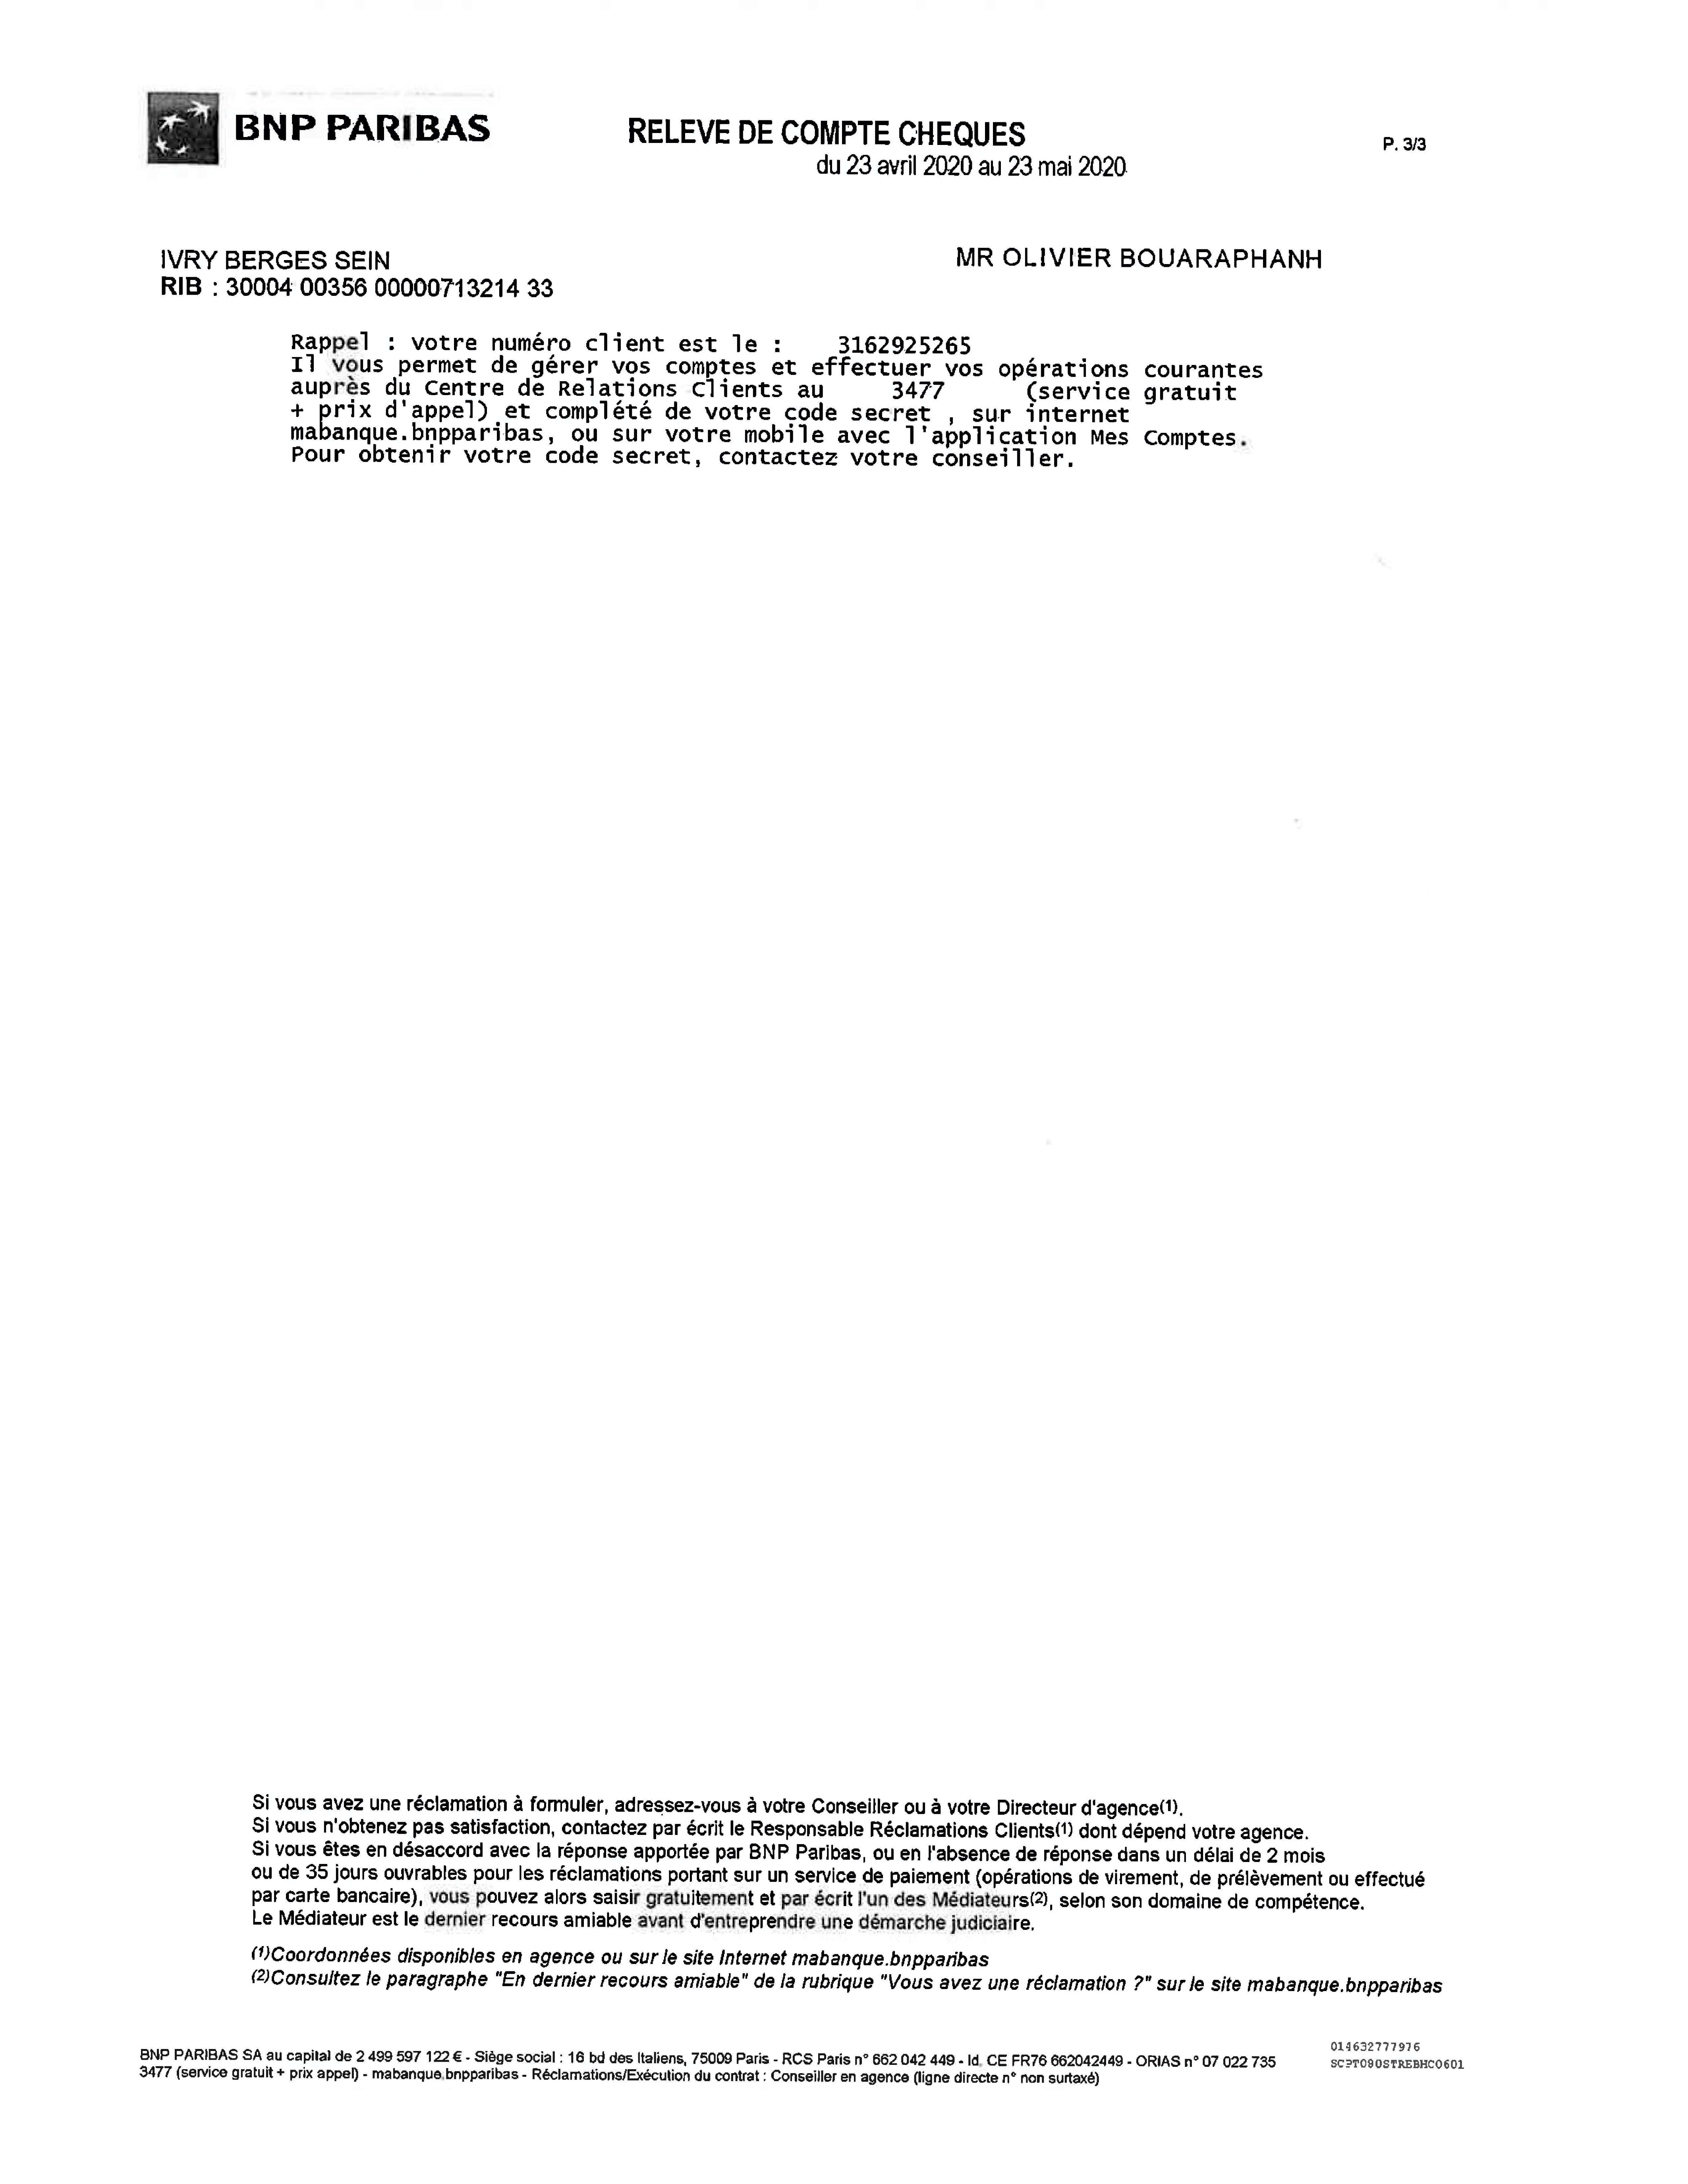 BNP PARIBAS
RELEVE DE COMPTE CHEQUES
P. 3/3
du 23 avril 2020 au 23 mai 2020
IVRY BERGES SEIN
MR OLIVIER BOUARAPHANH
RIB : 30004 00356 00000713214 33
Rappel : votre numéro client est le : 3162925265
Il vous permet de gérer vos comptes et effectuer vos opérations courantes
auprès du Centre de Relations Clients au 3477 (service gratuit
+ prix d'appel) et complété de votre code secret , sur internet
mabanque.bnpparibas, ou sur votre mobile avec l'application Mes Comptes.
Pour obtenir votre code secret, contactez votre conseiller.
Si vous avez une réclamation à formuler, adressez-vous à votre Conseiller ou à votre Directeur d'agence(1).
Si vous n'obtenez pas satisfaction, contactez par écrit le Responsable Réclamations Clients(1) dont dépend votre agence.
Si vous êtes en désaccord avec la réponse apportée par BNP Paribas, ou en l'absence de réponse dans un délai de 2 mois
ou de 35 jours ouvrables pour les réclamations portant sur un service de paiement (opérations de virement, de prélèvement ou effectué
par carte bancaire), vous pouvez alors saisir gratuitement et par écrit l'un des Médiateurs(2), selon son domaine de compétence.
Le Médiateur est le dernier recours amiable avant d'entreprendre une démarche judiciaire.
(1)Coordonnées disponibles en agence ou sur le site Internet mabanque.bnpparibas
(2)Consultez le paragraphe "En dernier recours amiable" de la rubrique "Vous avez une réclamation ?" sur le site mabanque.bnpparibas
BNP PARIBAS SA au capital de 2 499 597 122 € - Siège social : 16 bd des Italiens, 75009 Paris - RCS Paris n° 662 042 449 - Id. CE FR76 662042449 - ORIAS n° 07 022 735
3477 (service gratuit + prix appel) - mabanque.bnpparibas - Réclamations/Exécution du contrat : Conseiller en agence (ligne directe n° non surtaxé)
014632777976
SCPT090STREBHC0601